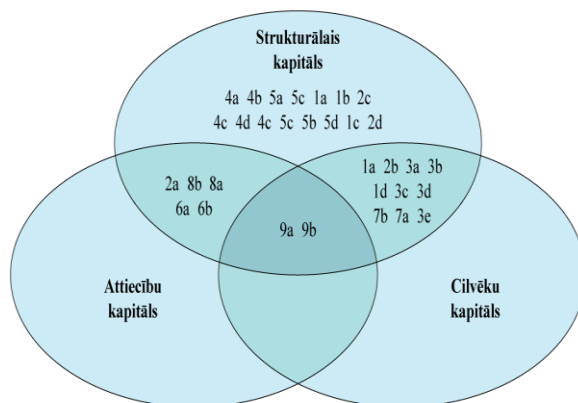 Strukturālais
kapitāls
4a 4b 5a 5c 1a 1b 2c
4c 4d 4c 5c 5b 5d 1c 2d
2a 8b 8a
6a 6b
1a 2b 3a 3b
1d 3c 3d
7b 7a 3e
9a 9b
Attiecību
kapitāls
Cilvēku
kapitāls